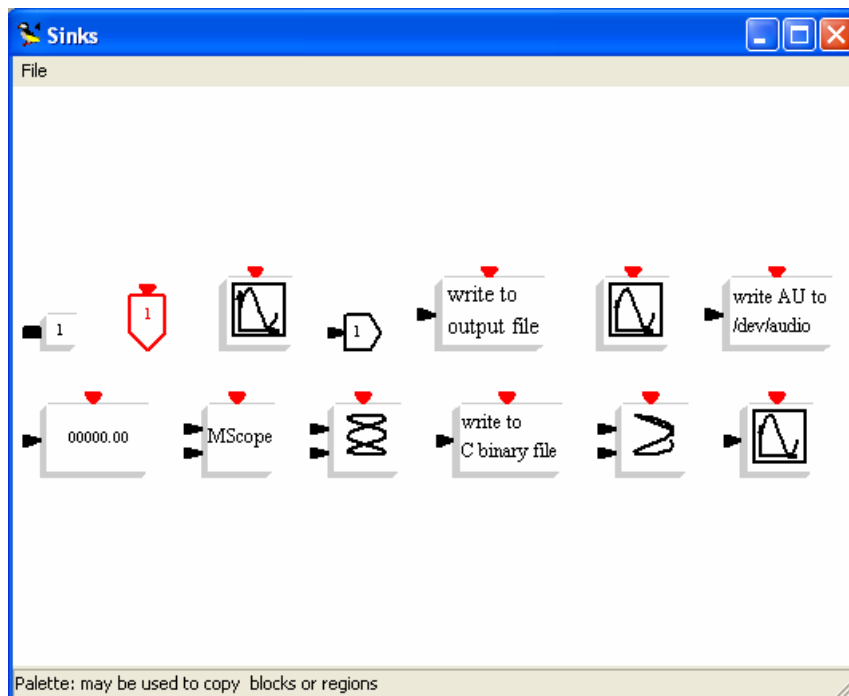 Sinks
File
1
1
1
write to
output file
write AU to
/dev/audio
00000.00
MScope
write to
C binary file
Palette: may be used to copy blocks or regions